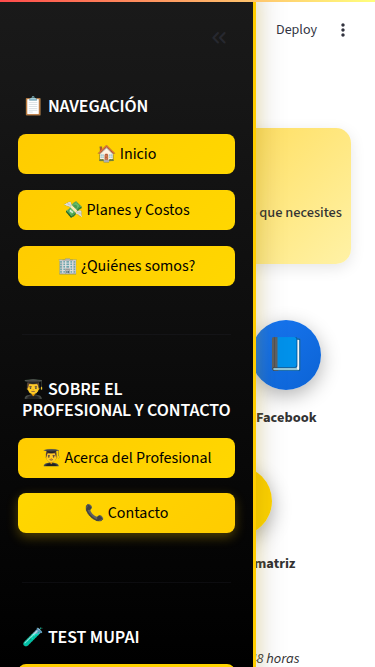 Deploy
NAVEGACIÓN
Inicio
Planes y Costos
¿Quiénes somos?
que necesites
SOBRE EL
PROFESIONAL Y CONTACTO
Facebook
Acerca del Profesional
Contacto
matriz
TEST MUPAI
8 horas